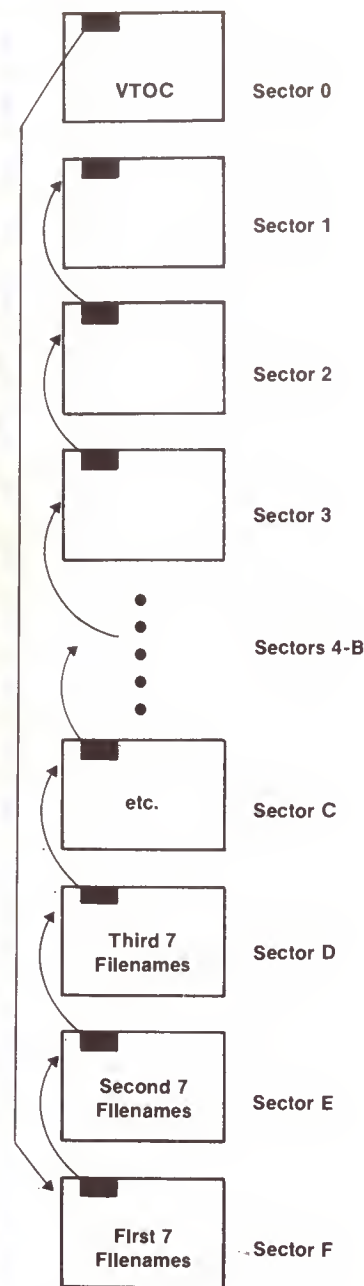 VTOC
Sector 0
Sector 1
Sector 2
Sector 3
Sectors 4-B
etc.
Sector C
Third 7
Filenames
Sector D
Second 7
Filenames
Sector E
First 7
Filenames
Sector F